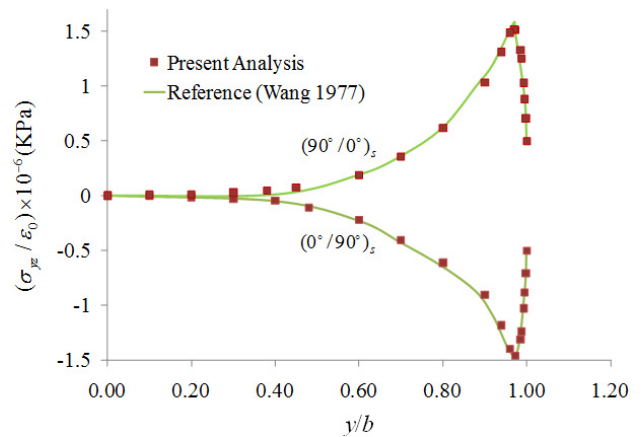 1.5
1
0.5
0
-0.5
-1
-1.5
(σyz / ε0)×10⁻⁶(KPa)
Present Analysis
Reference (Wang 1977)
(90°/0°)s
(0°/90°)s
0.00 0.20 0.40 0.60 0.80 1.00 1.20
y/b